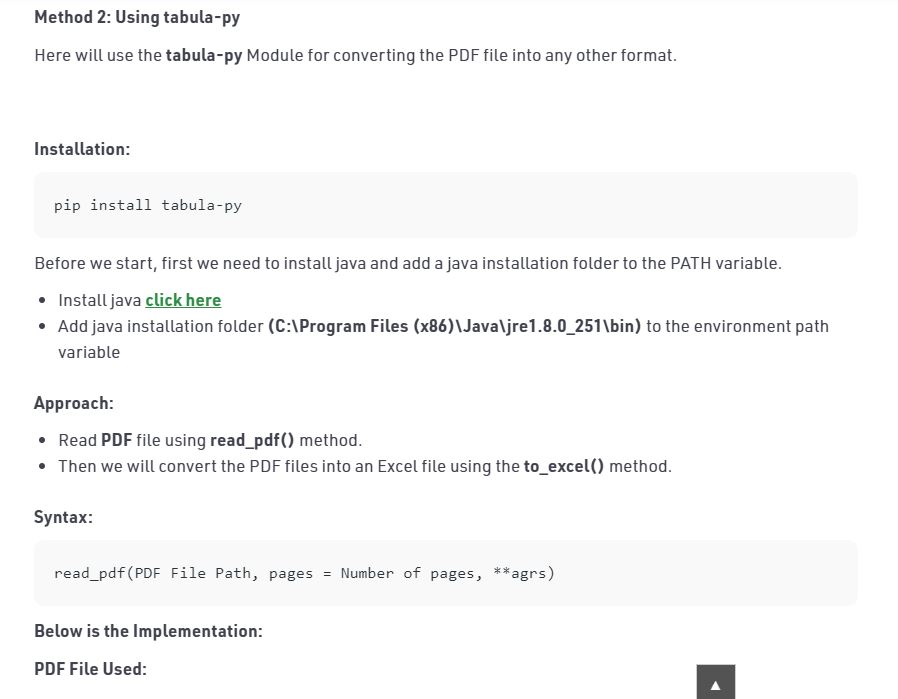 Method 2: Using tabula-py
Here will use the tabula-py Module for converting the PDF file into any other format.
Installation:
pip install tabula-py
Before we start, first we need to install java and add a java installation folder to the PATH variable.
Install java click here
Add java installation folder (C:\Program Files (x86)\Java\jre1.8.0_251\bin) to the environment path
variable
Approach:
Read PDF file using read_pdf() method.
Then we will convert the PDF files into an Excel file using the to_excel() method.
Syntax:
read_pdf(PDF File Path, pages = Number of pages, **agrs)
Below is the Implementation:
PDF File Used: